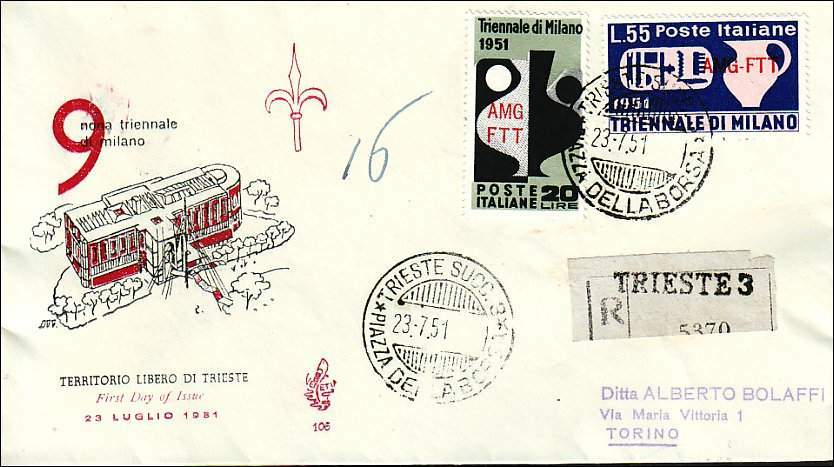 Triennale di Milano
1951
AMG
FTT
POSTE
ITALIANE
20
LIRE
L.55 Poste Italiane
AMG-FTT
1951
TRIENNALE DI MILANO
TRIESTE
23.-7.51
PIAZZA DELLA BORSA
9
nona triennale
di milano
16
TRIESTE SUCC. 3
23.-7.51
PIAZZA DELLA BORSA
TRIESTE 3
R
5370
TERRITORIO LIBERO DI TRIESTE
First Day of Issue
23 LUGLIO 1951
106
Ditta ALBERTO BOLAFFI
Via Maria Vittoria 1
TORINO